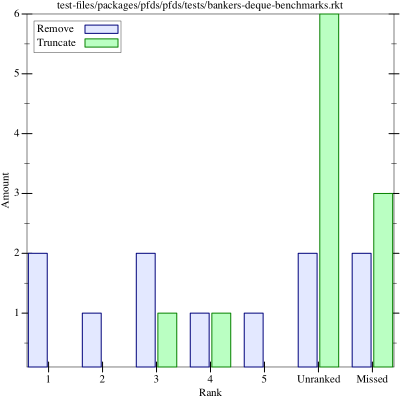 test-files/packages/pfds/pfds/tests/bankers-deque-benchmarks.rkt
6
Remove
Truncate
5
4
3
2
1
Amount
1 2 3 4 5 Unranked Missed
Rank